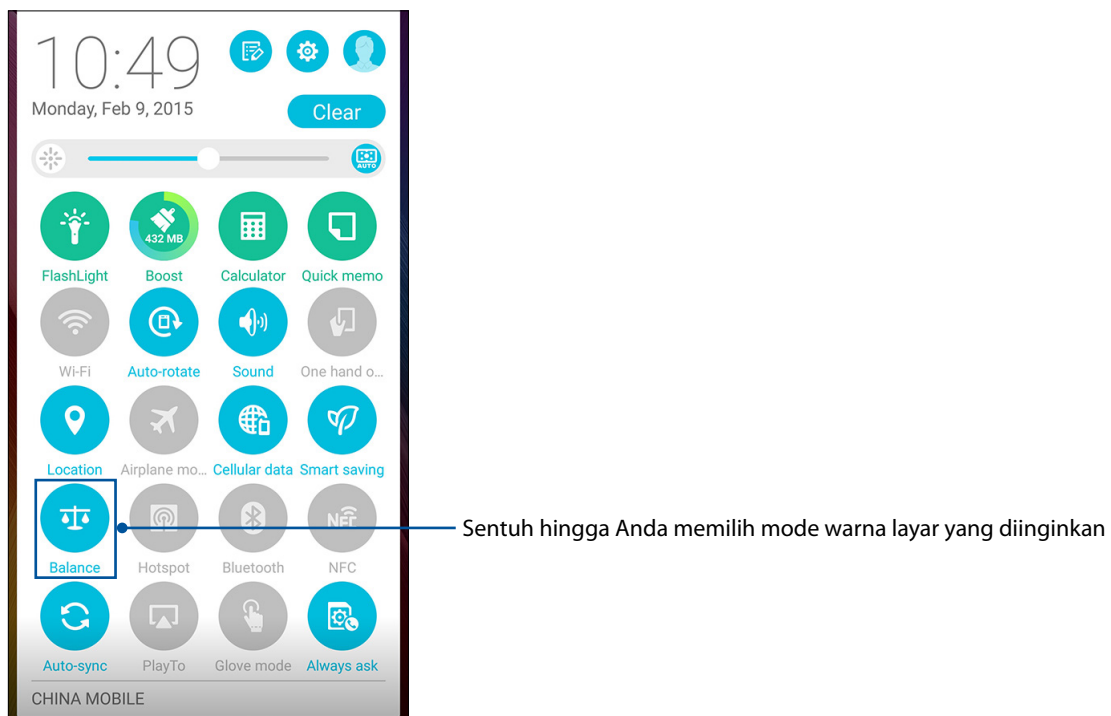 10:49
Monday, Feb 9, 2015
Clear
AUTO
432 MB
FlashLight Boost Calculator Quick memo
Wi-Fi Auto-rotate Sound One hand o...
Location Airplane mo... Cellular data Smart saving
NFC
Sentuh hingga Anda memilih mode warna layar yang diinginkan
Balance Hotspot Bluetooth NFC
Auto-sync PlayTo Glove mode Always ask
CHINA MOBILE